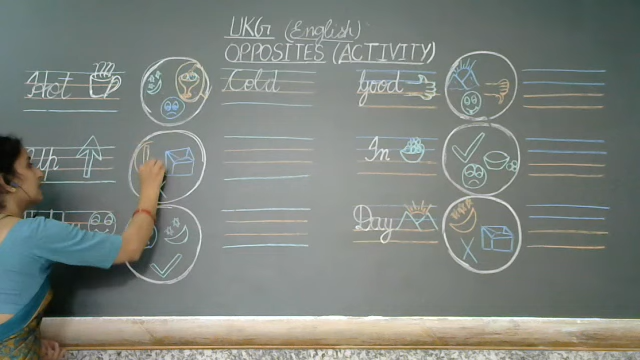 UKG (English)
OPPOSITES (ACTIVITY)
Hot Cold
good
Up
In
Day